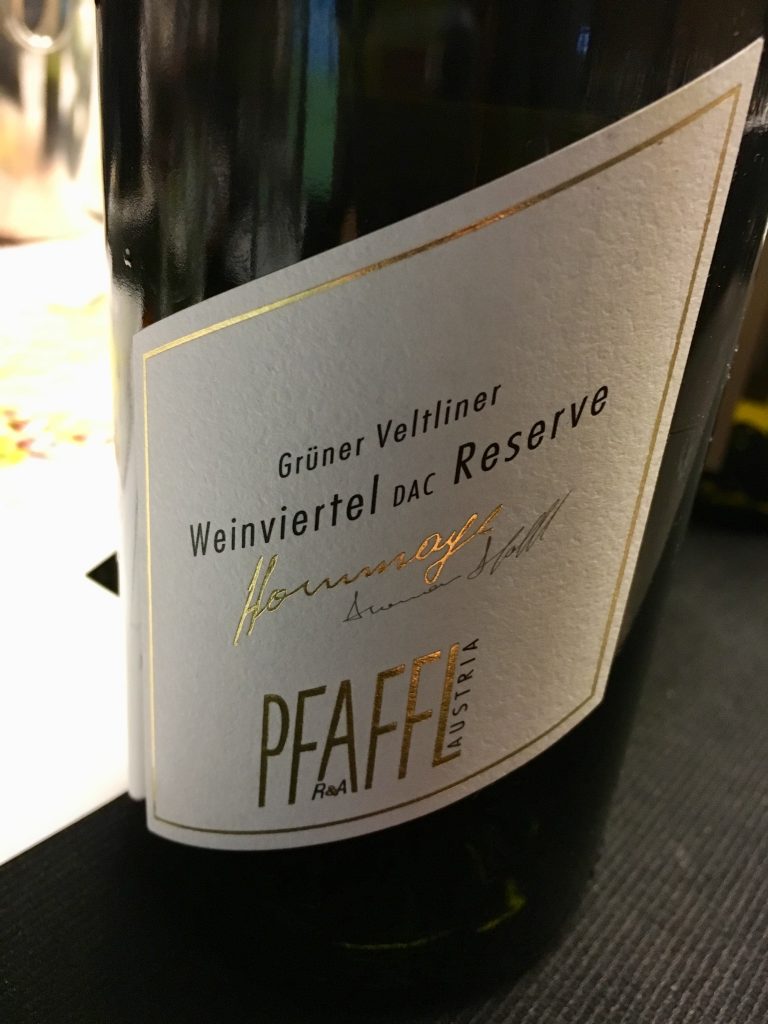 Grüner Veltliner
Weinviertel DAC Reserve
Hommage
PFAFFL
R&A
AUSTRIA